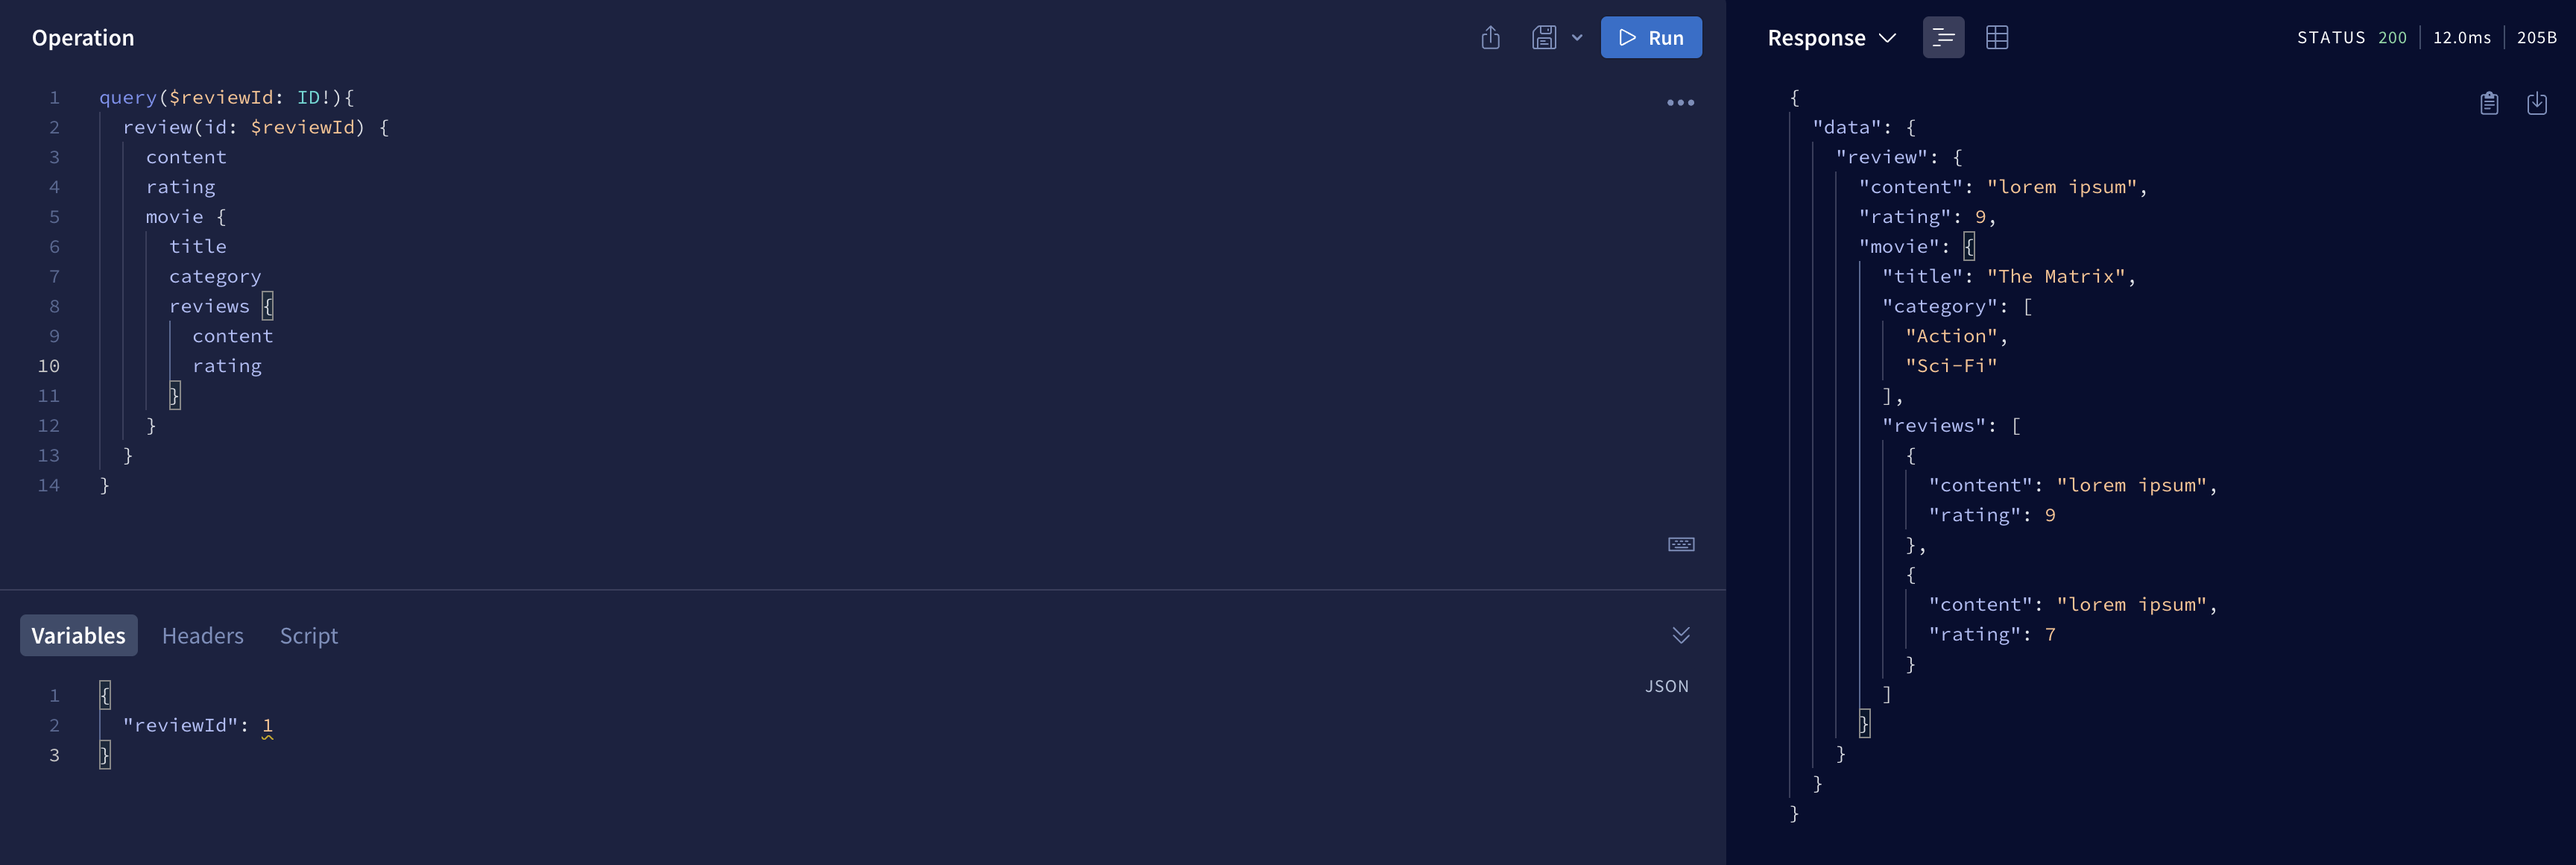 Operation
Run
1 query($reviewId: ID!){
2   review(id: $reviewId) {
3     content
4     rating
5     movie {
6       title
7       category
8       reviews {
9         content
10         rating
11       }
12     }
13   }
14 }
Variables Headers Script
JSON
1 {
2   "reviewId": 1
3 }
Response
STATUS 200 12.0ms 205B
{
  "data": {
    "review": {
      "content": "lorem ipsum",
      "rating": 9,
      "movie": {
        "title": "The Matrix",
        "category": [
          "Action",
          "Sci-Fi"
        ],
        "reviews": [
          {
            "content": "lorem ipsum",
            "rating": 9
          },
          {
            "content": "lorem ipsum",
            "rating": 7
          }
        ]
      }
    }
  }
}